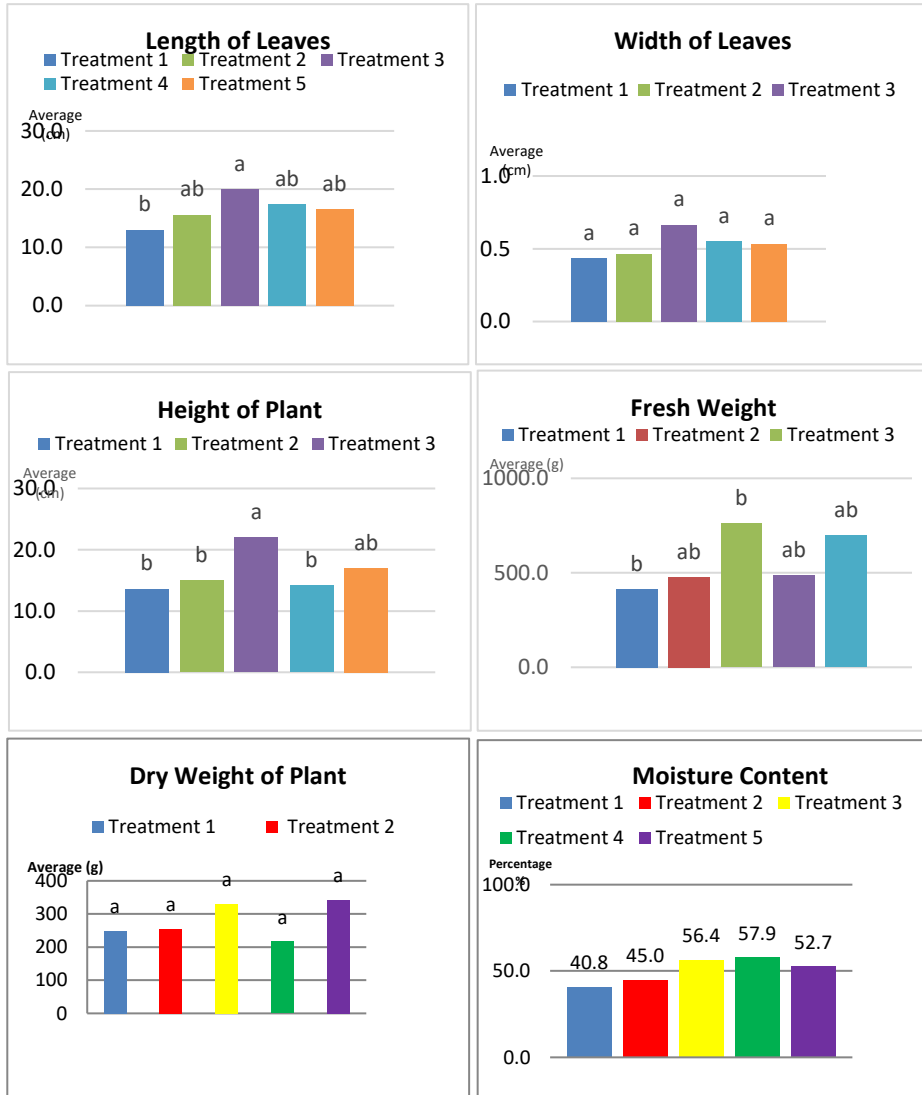 Length of Leaves
Treatment 1 Treatment 2 Treatment 3
Treatment 4 Treatment 5
Average
(cm)
30.0
20.0
10.0
0.0
b ab a ab ab
Width of Leaves
Treatment 1 Treatment 2 Treatment 3
Average
(cm)
1.0
0.5
0.0
a a a a a
Height of Plant
Treatment 1 Treatment 2 Treatment 3
Average
(cm)
30.0
20.0
10.0
0.0
b b a b ab
Fresh Weight
Treatment 1 Treatment 2 Treatment 3
Average (g)
1000.0
500.0
0.0
b ab b ab ab
Dry Weight of Plant
Treatment 1 Treatment 2
Average (g)
400
300
200
100
0
a a a a a
Moisture Content
Treatment 1 Treatment 2 Treatment 3
Treatment 4 Treatment 5
Percentage
%
100.0
50.0
0.0
40.8 45.0 56.4 57.9 52.7